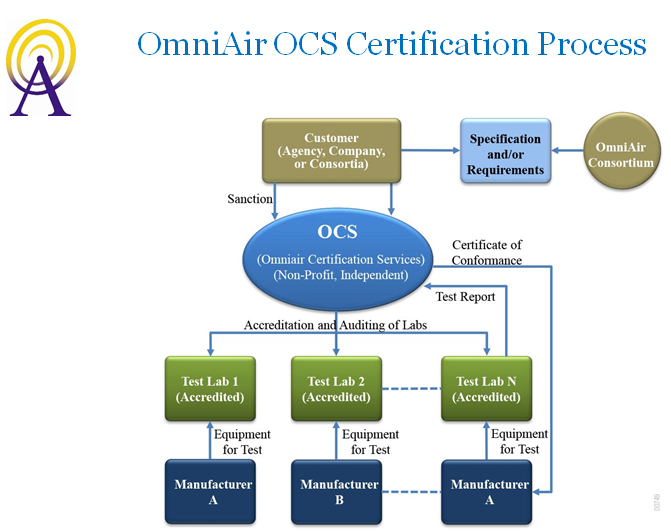 OmniAir OCS Certification Process
Customer
(Agency, Company,
or Consortia)
Specification
and/or
Requirements
OmniAir
Consortium
Sanction
OCS
(Omniair Certification Services)
(Non-Profit, Independent)
Certificate of
Conformance
Test Report
Accreditation and Auditing of Labs
Test Lab 1
(Accredited)
Test Lab 2
(Accredited)
Test Lab N
(Accredited)
Equipment
for Test
Equipment
for Test
Equipment
for Test
Manufacturer
A
Manufacturer
B
Manufacturer
A